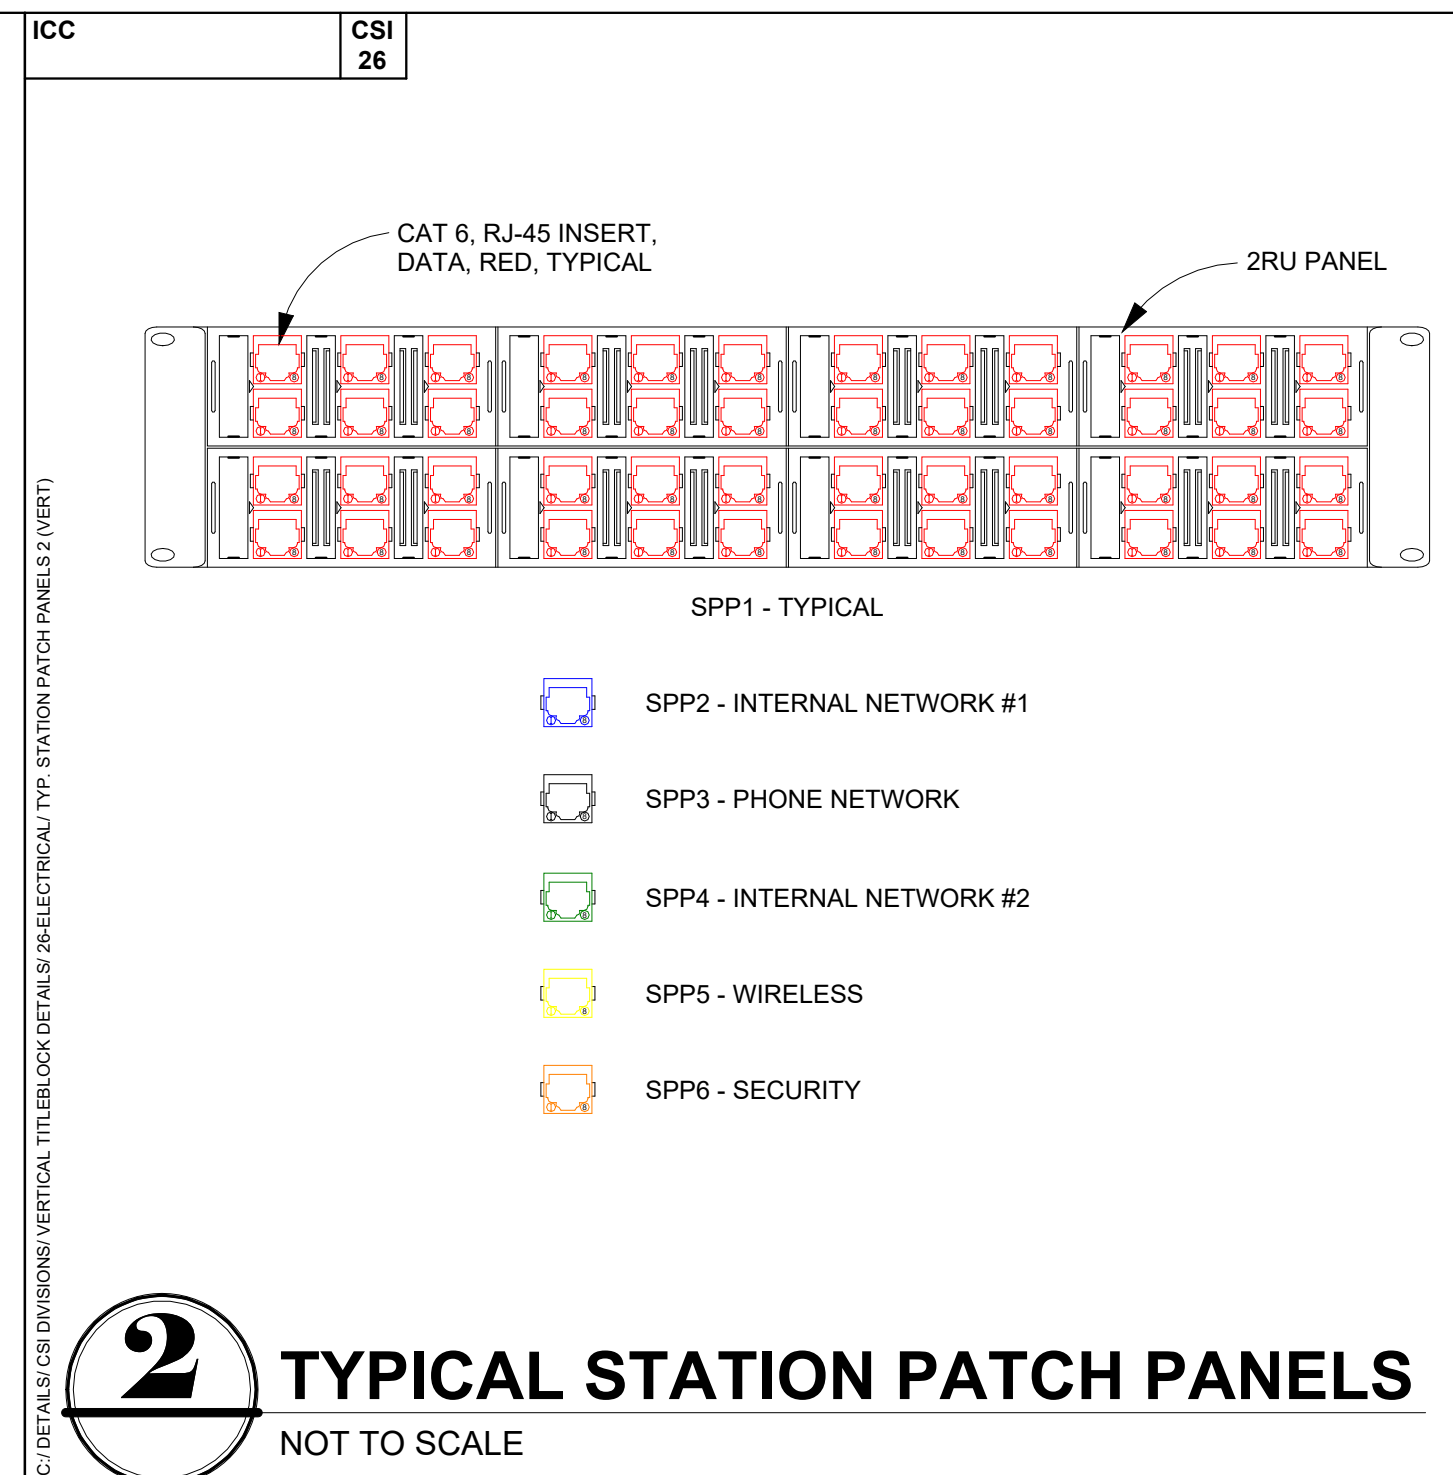 ICC
CSI
26
CAT 6, RJ-45 INSERT,
DATA, RED, TYPICAL
2RU PANEL
SPP1 - TYPICAL
SPP2 - INTERNAL NETWORK #1
SPP3 - PHONE NETWORK
SPP4 - INTERNAL NETWORK #2
SPP5 - WIRELESS
SPP6 - SECURITY
C:/ DETAILS/ CSI DIVISIONS/ VERTICAL TITLEBLOCK DETAILS/ 26-ELECTRICAL/ TYP. STATION PATCH PANELS 2 (VERT)
2
TYPICAL STATION PATCH PANELS
NOT TO SCALE